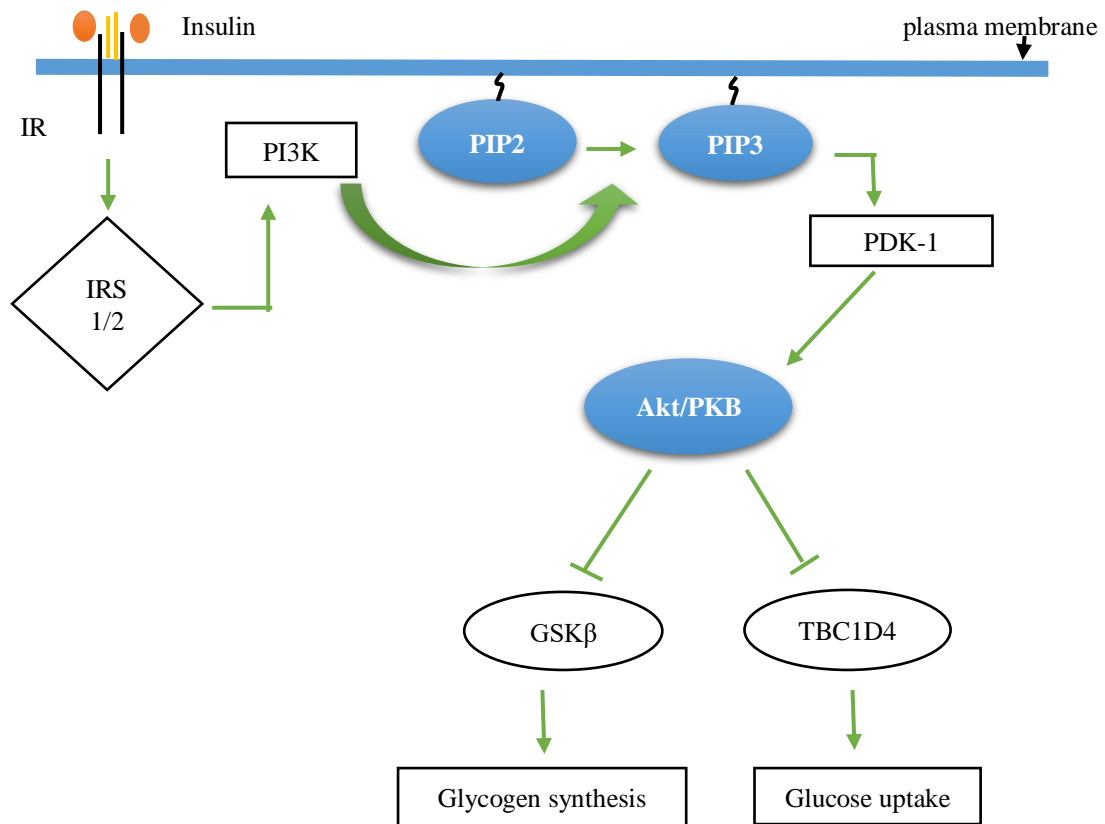 Insulin
plasma membrane
IR
PI3K
PIP2
PIP3
PDK-1
IRS
1/2
Akt/PKB
GSKβ
TBC1D4
Glycogen synthesis
Glucose uptake